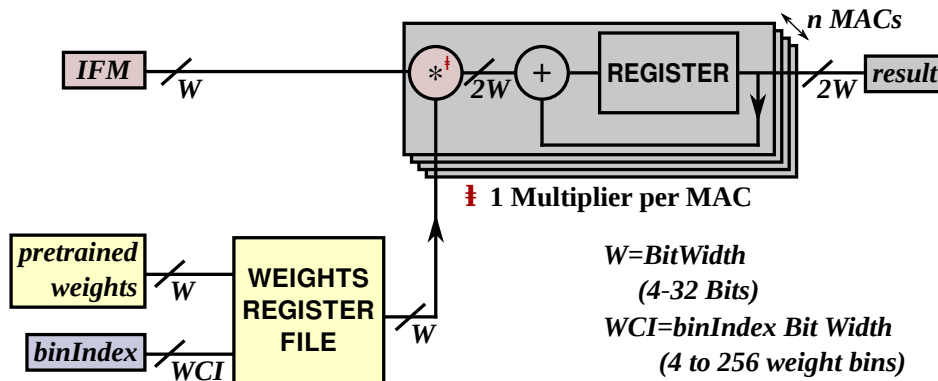 n MACs
IFM
W
*ⱡ
2W
+
REGISTER
2W
result
ⱡ 1 Multiplier per MAC
pretrained
weights
W
binIndex
WCI
WEIGHTS
REGISTER
FILE
W
W=BitWidth
(4-32 Bits)
WCI=binIndex Bit Width
(4 to 256 weight bins)